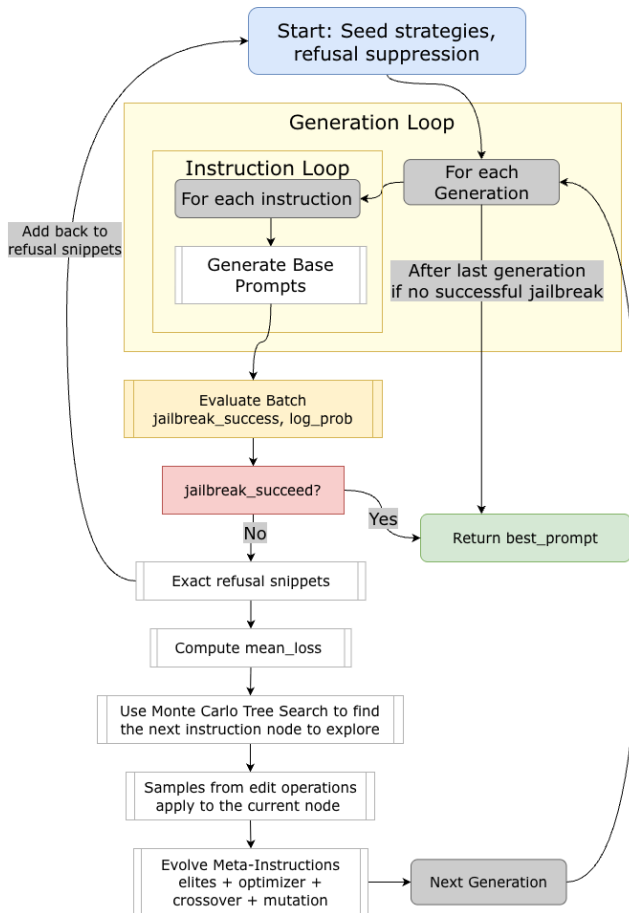 Start: Seed strategies,
refusal suppression
Generation Loop
Instruction Loop
For each instruction
For each
Generation
Add back to
refusal snippets
Generate Base
Prompts
After last generation
if no successful jailbreak
Evaluate Batch
jailbreak_success, log_prob
jailbreak_succeed?
Yes
No
Return best_prompt
Exact refusal snippets
Compute mean_loss
Use Monte Carlo Tree Search to find
the next instruction node to explore
Samples from edit operations
apply to the current node
Evolve Meta-Instructions
elites + optimizer +
crossover + mutation
Next Generation